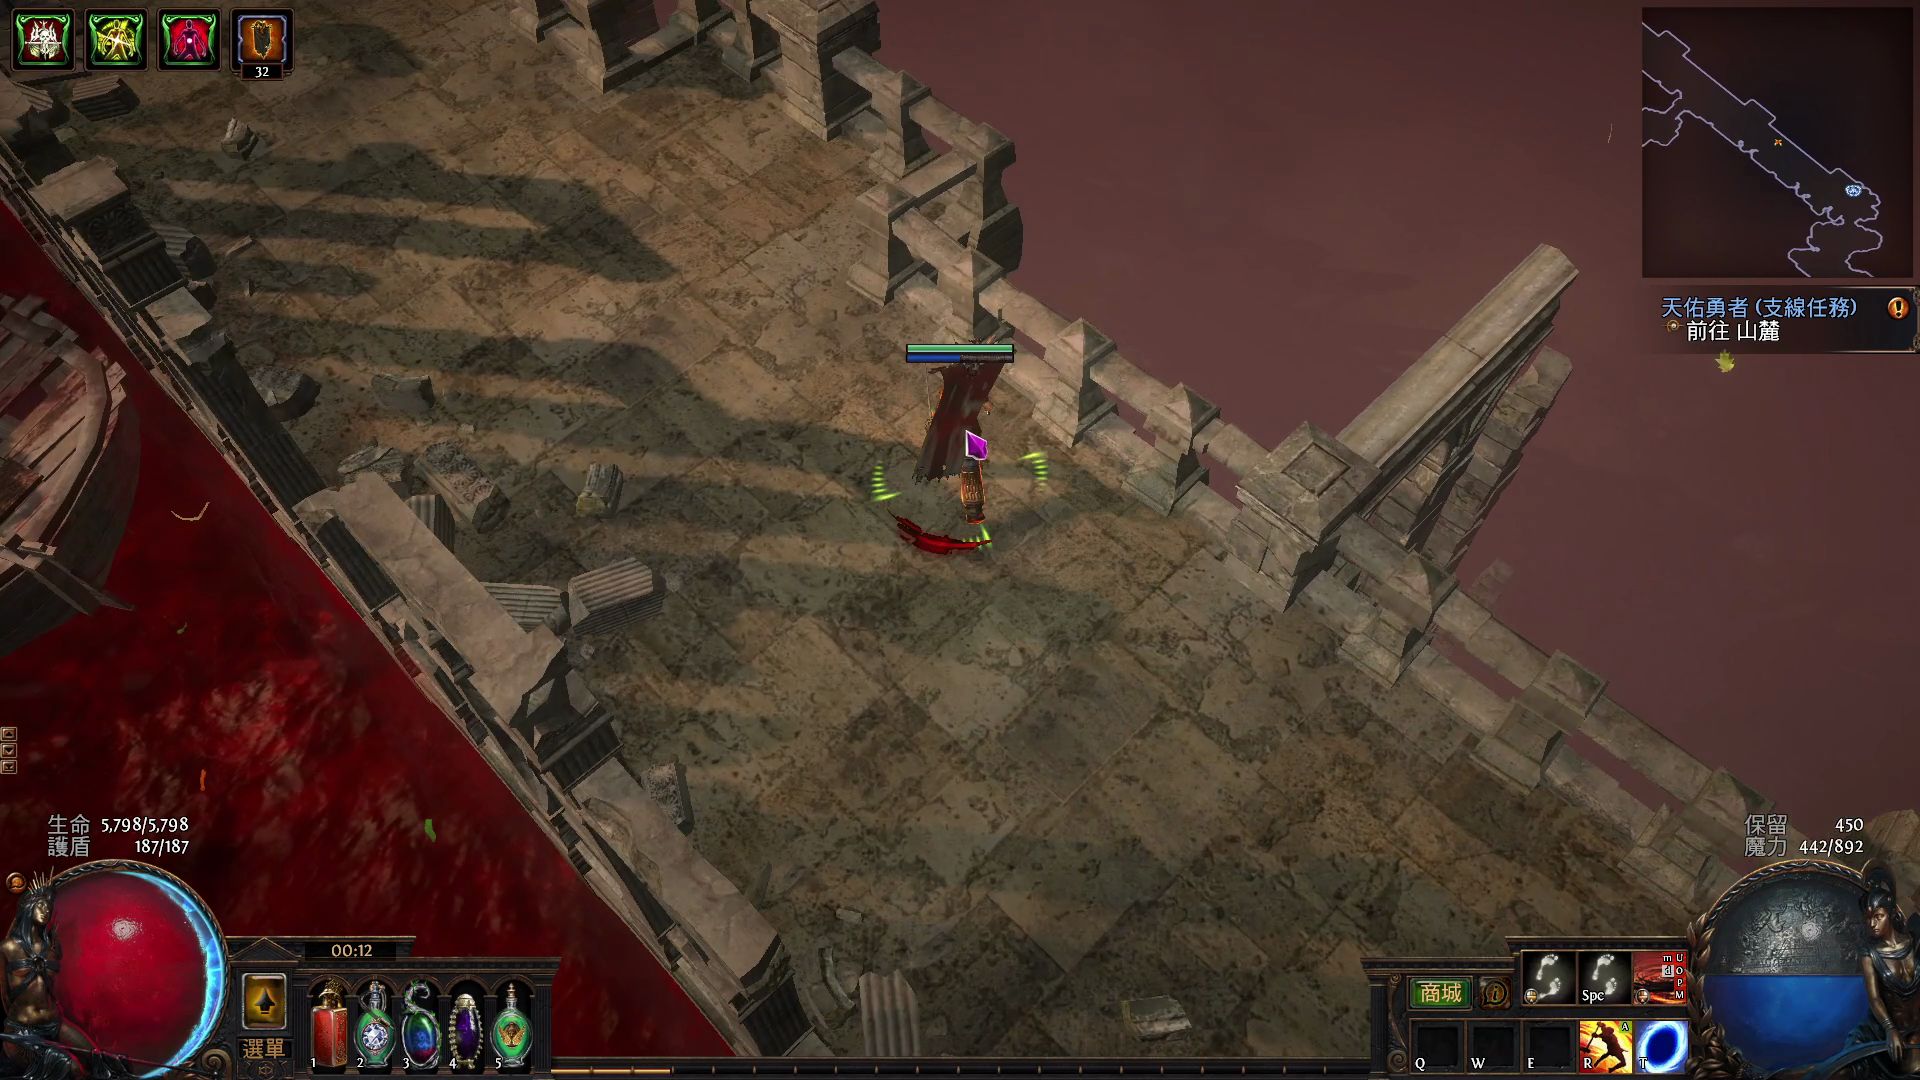 32
天佑勇者 (支線任務)
前往 山麓
生命 5,798/5,798
護盾 187/187
保留 450
魔力 442/892
00:12
選單
1 2 3 4 5
商城
Spc
m U
d O
P
M
Q W E R A T